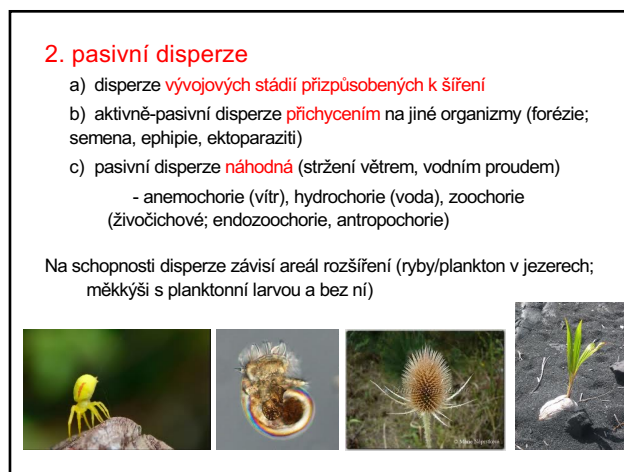 2. pasivní disperze
a) disperze vývojových stádií přizpůsobených k šíření
b) aktivně-pasivní disperze přichycením na jiné organizmy (forézie;
semena, ephipie, ektoparaziti)
c) pasivní disperze náhodná (stržení větrem, vodním proudem)
- anemochorie (vítr), hydrochorie (voda), zoochorie
(živočichové; endozoochorie, antropochorie)
Na schopnosti disperze závisí areál rozšíření (ryby/plankton v jezerech;
měkkýši s planktonní larvou a bez ní)